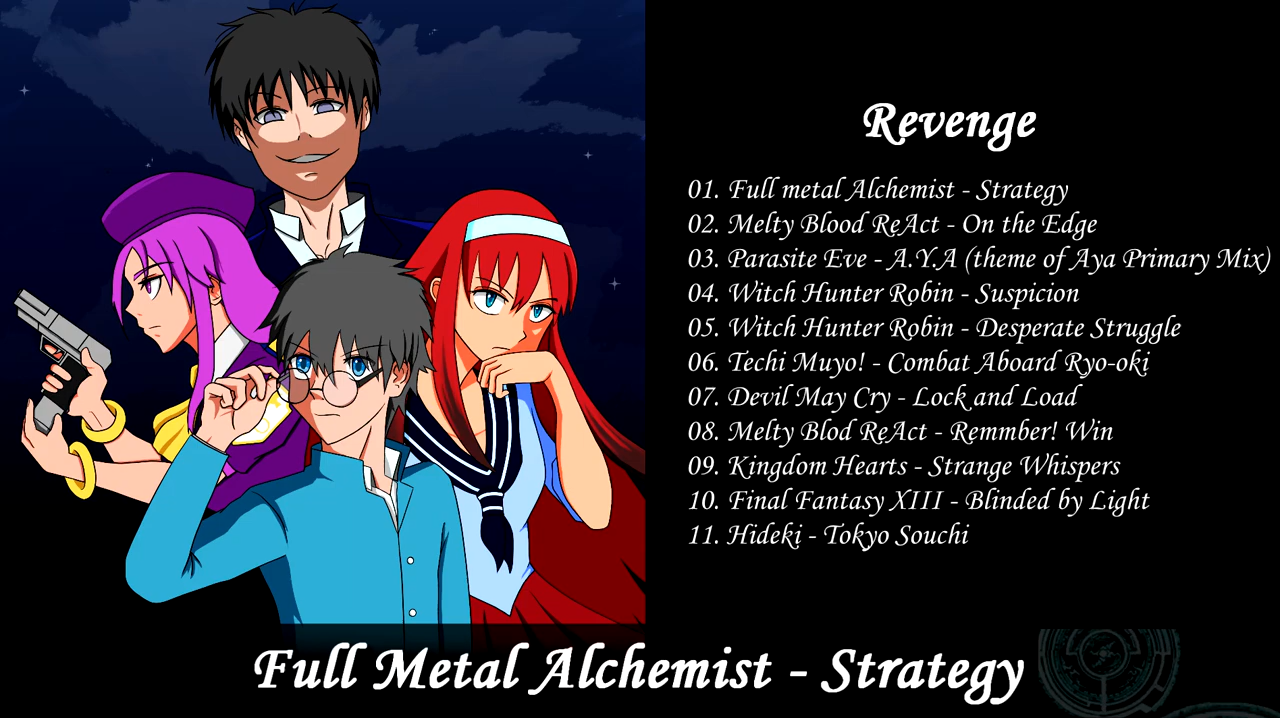 Revenge
01. Full metal Alchemist - Strategy
02. Melty Blood ReAct - On the Edge
03. Parasite Eve - A.Y.A (theme of Aya Primary Mix)
04. Witch Hunter Robin - Suspicion
05. Witch Hunter Robin - Desperate Struggle
06. Techi Muyo! - Combat Aboard Ryo-oki
07. Devil May Cry - Lock and Load
08. Melty Blod ReAct - Remmber! Win
09. Kingdom Hearts - Strange Whispers
10. Final Fantasy XIII - Blinded by Light
11. Hideki - Tokyo Souchi
Full Metal Alchemist - Strategy